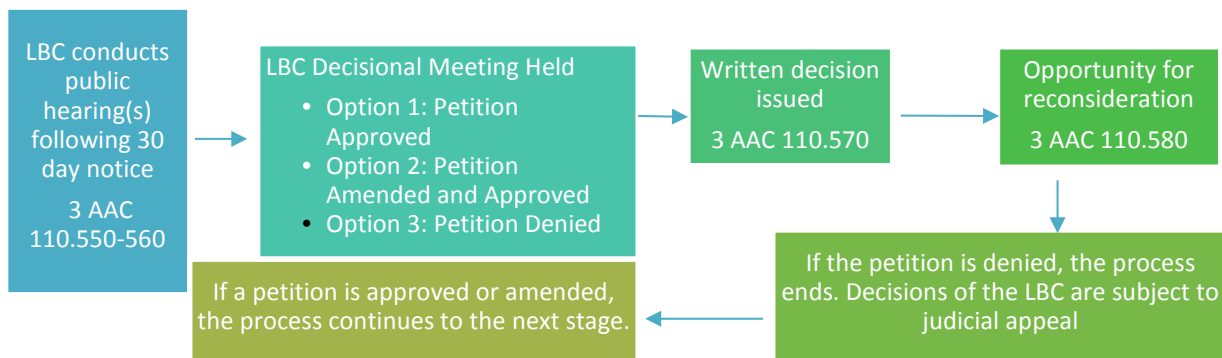 LBC conducts
public
hearing(s)
following 30
day notice
3 AAC
110.550-560
LBC Decisional Meeting Held
• Option 1: Petition
Approved
• Option 2: Petition
Amended and Approved
• Option 3: Petition Denied
Written decision
issued
3 AAC 110.570
Opportunity for
reconsideration
3 AAC 110.580
If the petition is denied, the process
ends. Decisions of the LBC are subject to
judicial appeal
If a petition is approved or amended,
the process continues to the next stage.